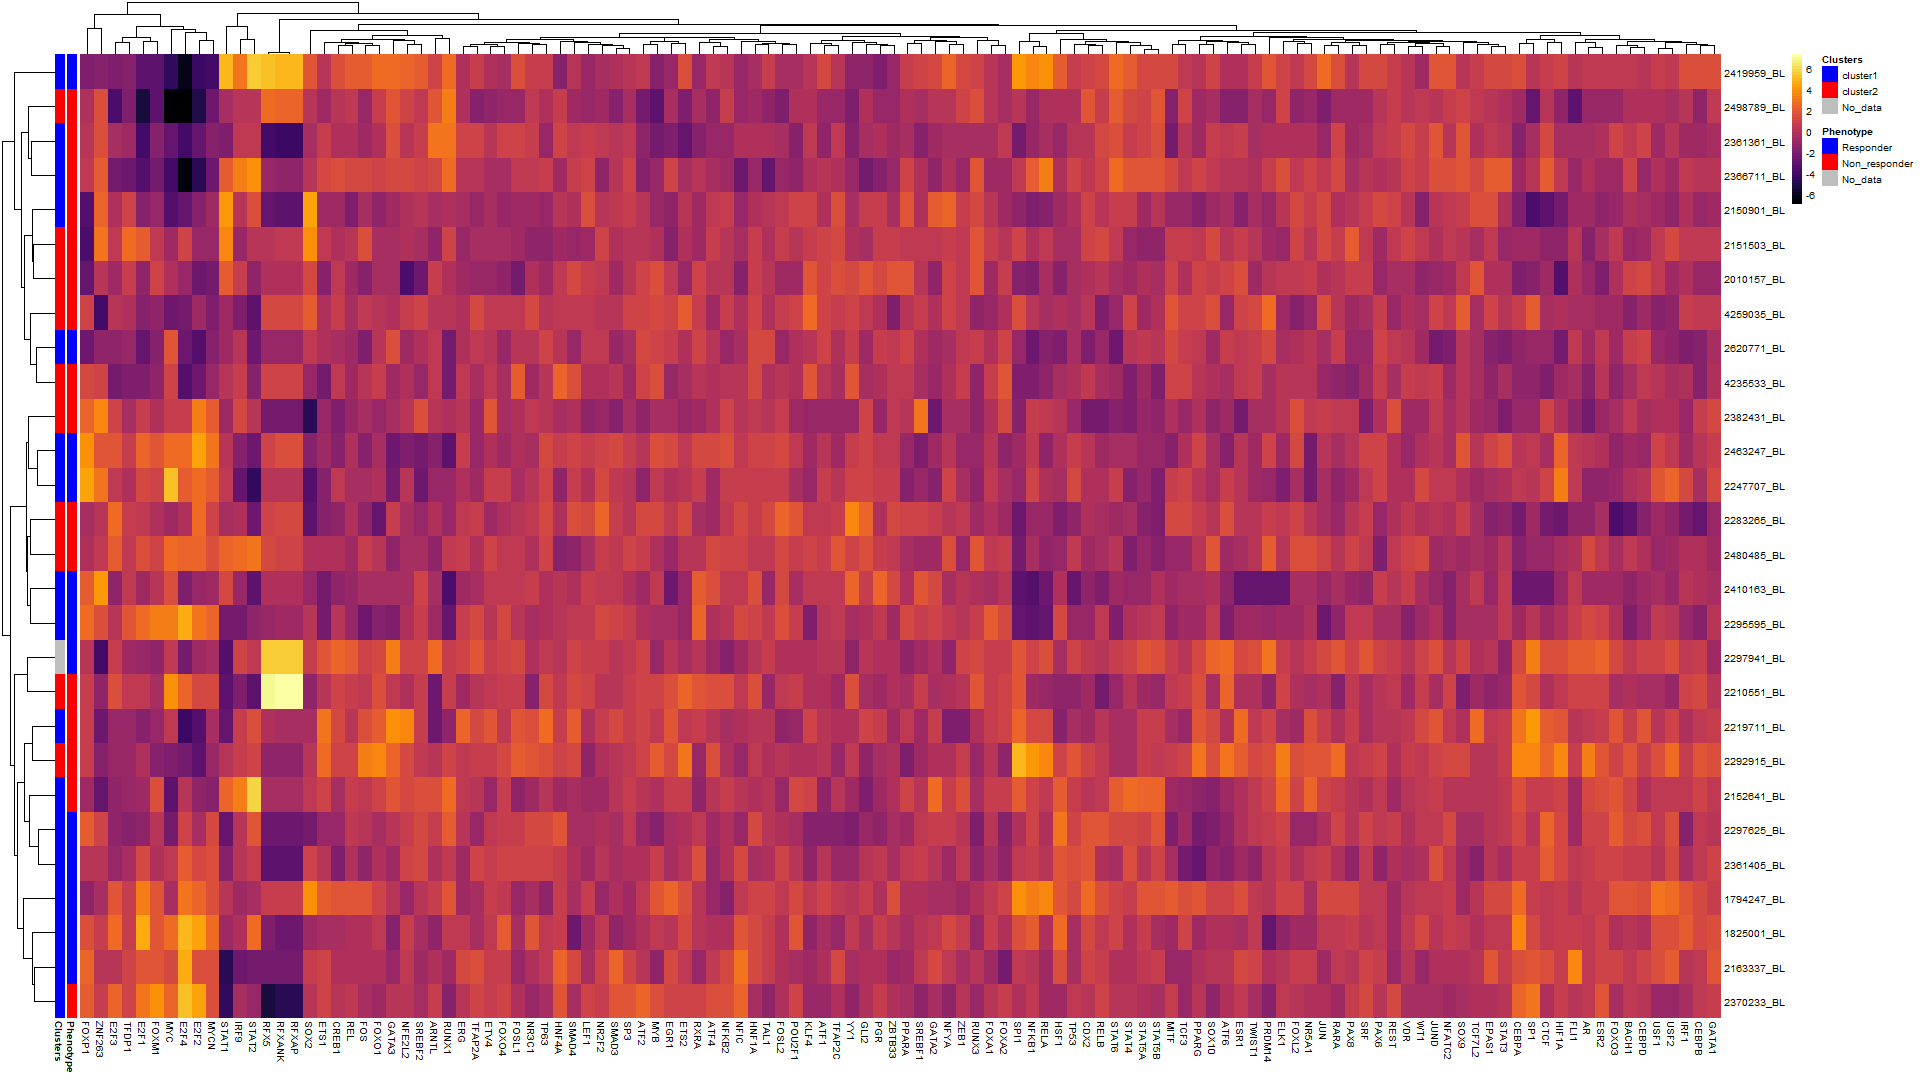 2419959_BL
2498789_BL
2361361_BL
2366711_BL
2150901_BL
2151503_BL
2010157_BL
4259035_BL
2620771_BL
4235533_BL
2382431_BL
2463247_BL
2247707_BL
2283265_BL
2480485_BL
2410163_BL
2295595_BL
2297941_BL
2210551_BL
2219711_BL
2292915_BL
2152641_BL
2297625_BL
2361405_BL
1794247_BL
1825001_BL
2163337_BL
2370233_BL
6
4
2
0
-2
-4
-6
Clusters
cluster1
cluster2
No_data
Phenotype
Responder
Non_responder
No_data
Clusters
Phenotype
FOXP1
ZNF263
E2F3
TFDP1
E2F1
FOXM1
MYC
E2F4
E2F2
MYCN
STAT1
IRF9
STAT2
RFX5
RFXANK
RFXAP
SOX2
ETS1
CREB1
REL
FOS
FOXO1
GATA3
NFE2L2
SREBF2
ARNTL
RUNX1
ERG
TFAP2A
ETV4
FOXO4
FOSL1
NR3C1
TP63
HNF4A
SMAD4
LEF1
NR2F2
SMAD3
SP3
ATF2
MYB
EGR1
ETS2
RXRA
ATF4
NFKB2
NFIC
HNF1A
TAL1
FOSL2
POU2F1
KLF4
ATF1
TFAP2C
YY1
GLI2
PGR
ZBTB33
PPARA
SREBF1
GATA2
NFYA
ZEB1
RUNX3
FOXA1
FOXA2
SPI1
NFKB1
RELA
HSF1
TP53
CDX2
RELB
STAT6
STAT4
STAT5A
STAT5B
MITF
TCF3
PPARG
SOX10
ATF6
ESR1
TWIST1
PRDM14
ELK1
FOXL2
NR5A1
JUN
RARA
PAX8
SRF
PAX6
REST
VDR
WT1
JUND
NFATC2
SOX9
TCF7L2
EPAS1
STAT3
CEBPA
SP1
CTCF
HIF1A
FLI1
AR
ESR2
FOXO3
BACH1
CEBPD
USF1
USF2
IRF1
CEBPB
GATA1